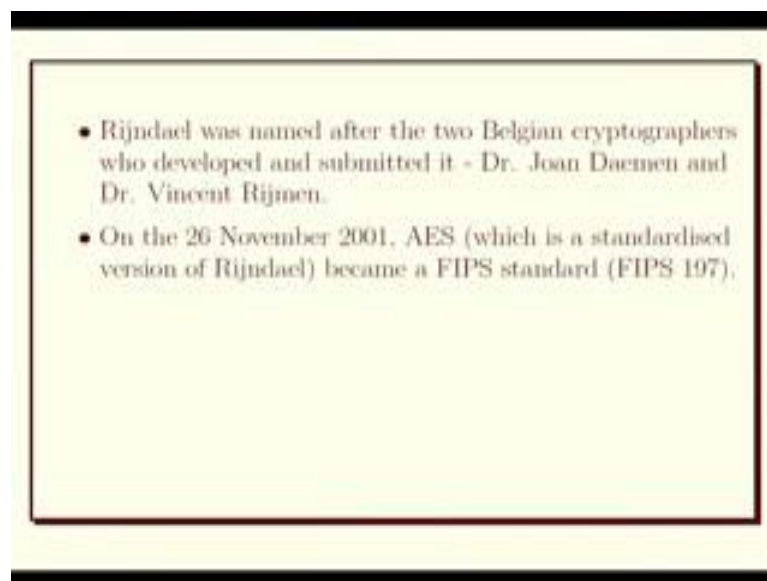 • Rijndael was named after the two Belgian cryptographers
who developed and submitted it - Dr. Joan Daemen and
Dr. Vincent Rijmen.
• On the 26 November 2001, AES (which is a standardised
version of Rijndael) became a FIPS standard (FIPS 197).